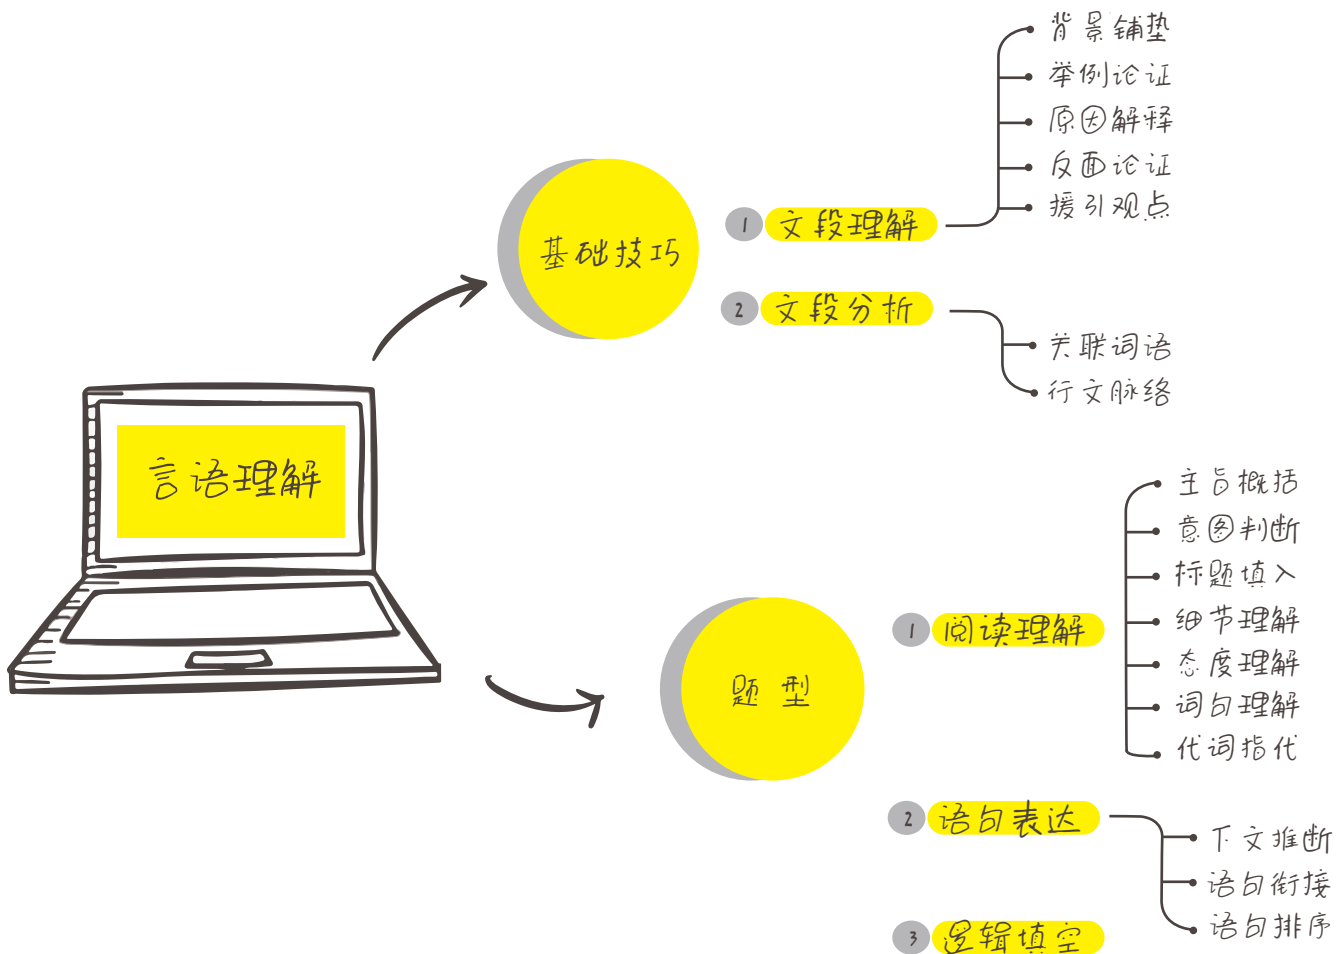 言语理解
基础技巧
1 文段理解
背景铺垫
举例论证
原因解释
反面论证
援引观点
2 文段分析
关联词语
行文脉络
题型
1 阅读理解
主旨概括
意图判断
标题填入
细节理解
态度理解
词句理解
代词指代
2 语句表达
下文推断
语句衔接
语句排序
3 逻辑填空